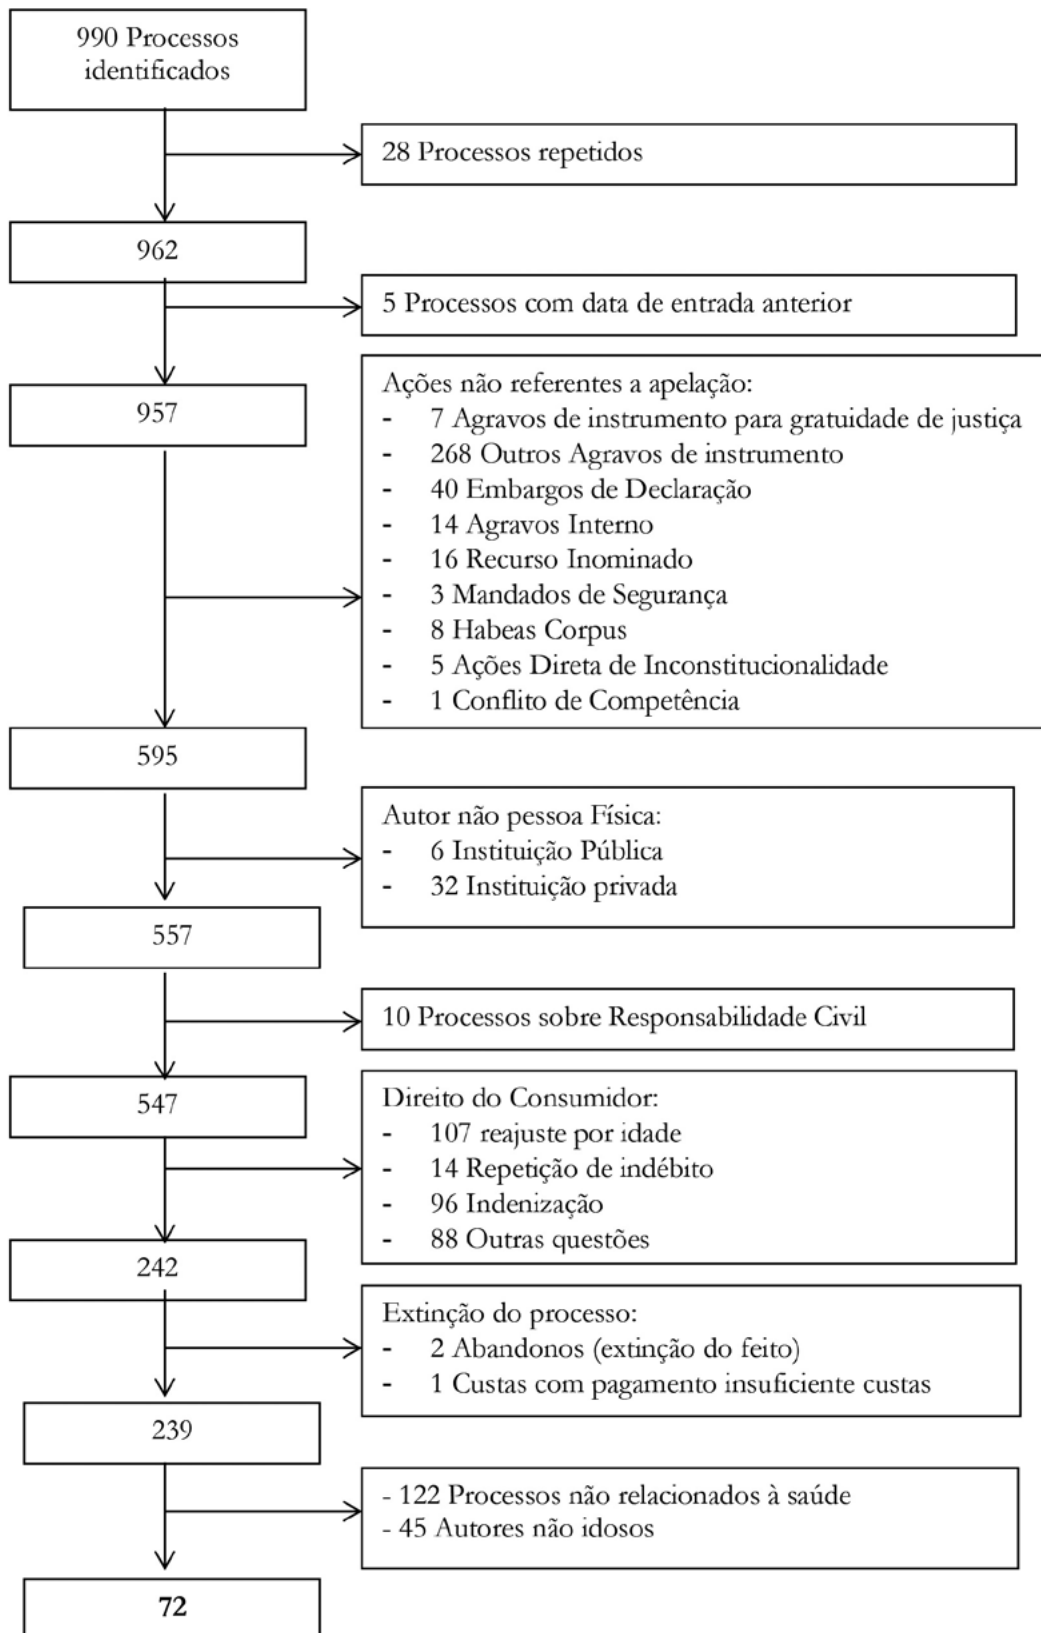 990 Processos
identificados
28 Processos repetidos
962
5 Processos com data de entrada anterior
957
Ações não referentes a apelação:
- 7 Agravos de instrumento para gratuidade de justiça
- 268 Outros Agravos de instrumento
- 40 Embargos de Declaração
- 14 Agravos Interno
- 16 Recurso Inominado
- 3 Mandados de Segurança
- 8 Habeas Corpus
- 5 Ações Direta de Inconstitucionalidade
- 1 Conflito de Competência
595
Autor não pessoa Física:
- 6 Instituição Pública
- 32 Instituição privada
557
10 Processos sobre Responsabilidade Civil
547
Direito do Consumidor:
- 107 reajuste por idade
- 14 Repetição de indébito
- 96 Indenização
- 88 Outras questões
242
Extinção do processo:
- 2 Abandonos (extinção do feito)
- 1 Custas com pagamento insuficiente custas
239
- 122 Processos não relacionados à saúde
- 45 Autores não idosos
72